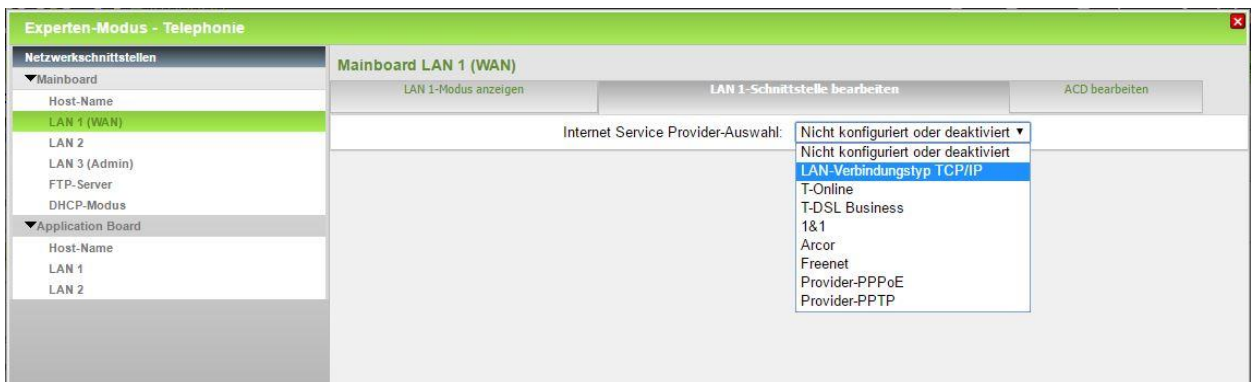 Experten-Modus - Telephonie
Netzwerkschnittstellen
Mainboard
Host-Name
LAN 1 (WAN)
LAN 2
LAN 3 (Admin)
FTP-Server
DHCP-Modus
Application Board
Host-Name
LAN 1
LAN 2
Mainboard LAN 1 (WAN)
LAN 1-Modus anzeigen
LAN 1-Schnittstelle bearbeiten
ACD bearbeiten
Internet Service Provider-Auswahl: Nicht konfiguriert oder deaktiviert
Nicht konfiguriert oder deaktiviert
LAN-Verbindungstyp TCP/IP
T-Online
T-DSL Business
1&1
Arcor
Freenet
Provider-PPPoE
Provider-PPTP